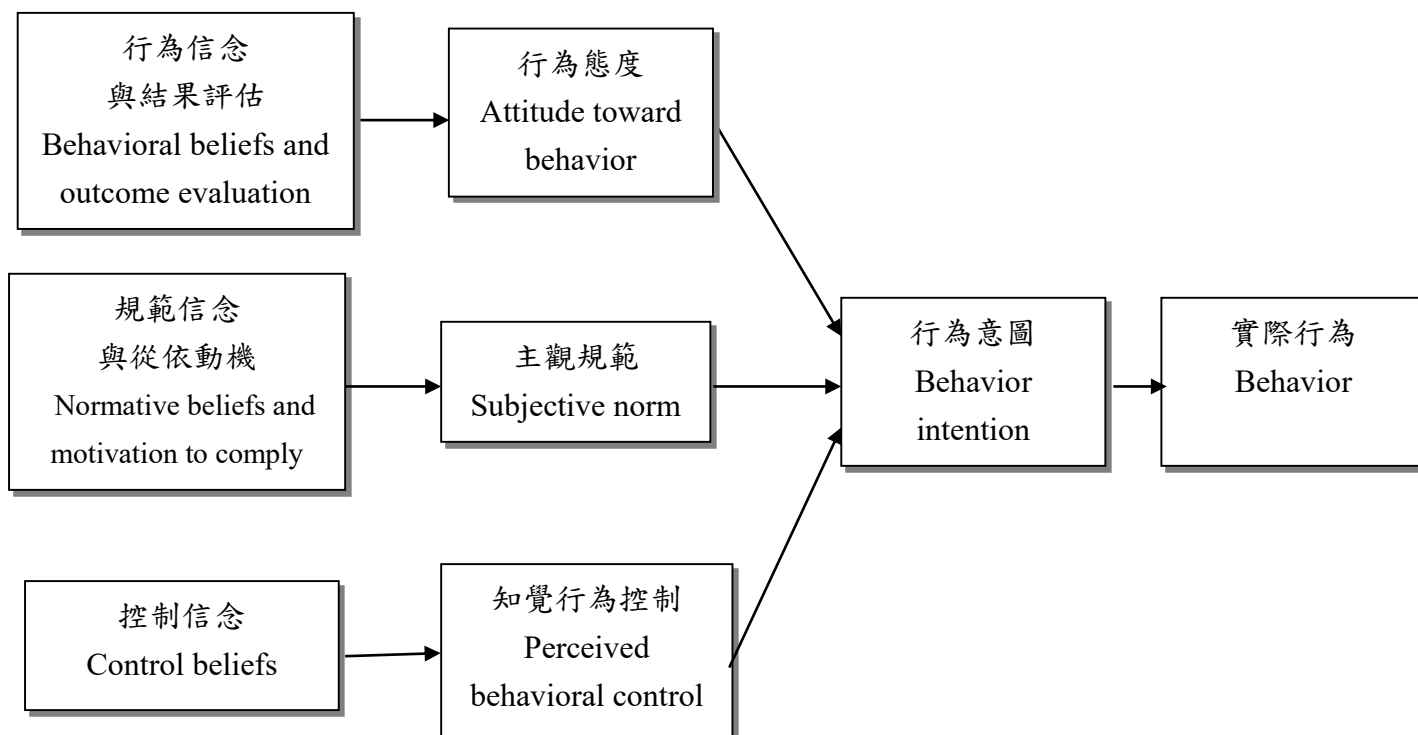 行為信念
與結果評估
Behavioral beliefs and
outcome evaluation
行為態度
Attitude toward
behavior
規範信念
與從依動機
Normative beliefs and
motivation to comply
主觀規範
Subjective norm
行為意圖
Behavior
intention
實際行為
Behavior
控制信念
Control beliefs
知覺行為控制
Perceived
behavioral control